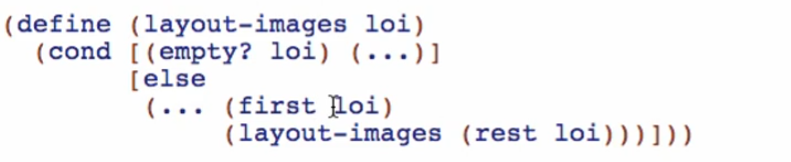 (define (layout-images loi)
  (cond [(empty? loi) (...)]
        [else
         (... (first loi)
              (layout-images (rest loi)))]))